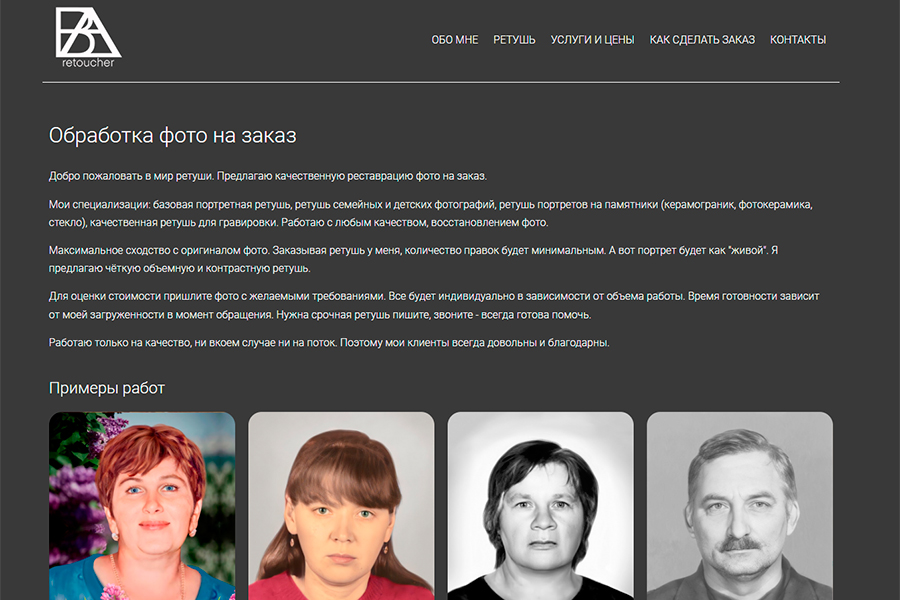 BA
retoucher
ОБО МНЕ РЕТУШЬ УСЛУГИ И ЦЕНЫ КАК СДЕЛАТЬ ЗАКАЗ КОНТАКТЫ
Обработка фото на заказ
Добро пожаловать в мир ретуши. Предлагаю качественную реставрацию фото на заказ.
Мои специализации: базовая портретная ретушь, ретушь семейных и детских фотографий, ретушь портретов на памятники (керамограник, фотокерамика,
стекло), качественная ретушь для гравировки. Работаю с любым качеством, восстановлением фото.
Максимальное сходство с оригиналом фото. Заказывая ретушь у меня, количество правок будет минимальным. А вот портрет будет как "живой". Я
предлагаю чёткую объемную и контрастную ретушь.
Для оценки стоимости пришлите фото с желаемыми требованиями. Все будет индивидуально в зависимости от объема работы. Время готовности зависит
от моей загруженности в момент обращения. Нужна срочная ретушь пишите, звоните - всегда готова помочь.
Работаю только на качество, ни вкоем случае ни на поток. Поэтому мои клиенты всегда довольны и благодарны.
Примеры работ